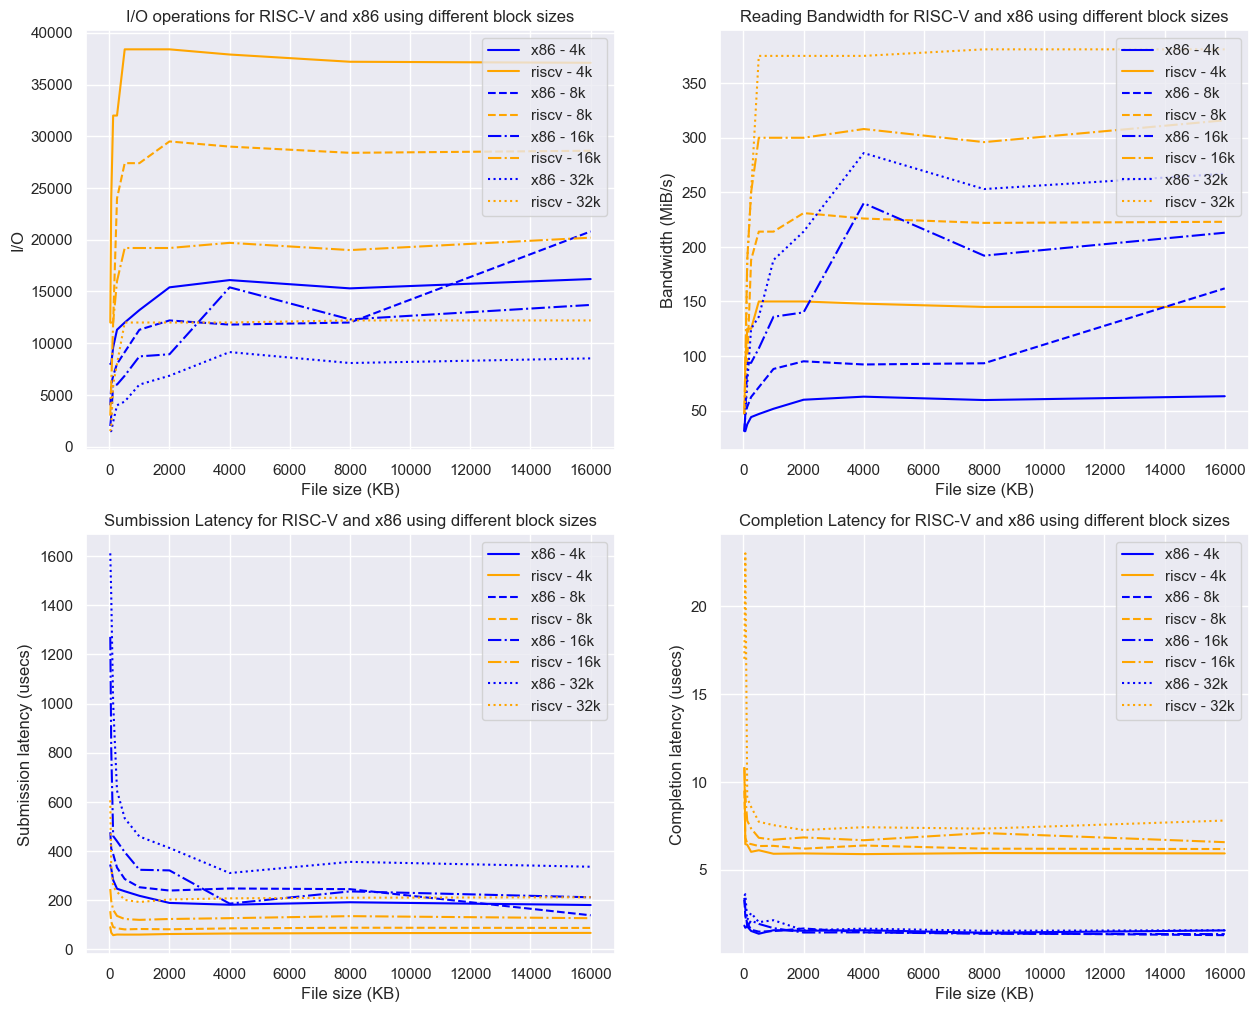 I/O operations for RISC-V and x86 using different block sizes
40000
35000
30000
25000
20000
15000
10000
5000
0
I/O
0 2000 4000 6000 8000 10000 12000 14000 16000
File size (KB)
x86 - 4k
riscv - 4k
x86 - 8k
riscv - 8k
x86 - 16k
riscv - 16k
x86 - 32k
riscv - 32k
Reading Bandwidth for RISC-V and x86 using different block sizes
350
300
250
200
150
100
50
Bandwidth (MiB/s)
0 2000 4000 6000 8000 10000 12000 14000 16000
File size (KB)
x86 - 4k
riscv - 4k
x86 - 8k
riscv - 8k
x86 - 16k
riscv - 16k
x86 - 32k
riscv - 32k
Sumbission Latency for RISC-V and x86 using different block sizes
1600
1400
1200
1000
800
600
400
200
0
Submission latency (usecs)
0 2000 4000 6000 8000 10000 12000 14000 16000
File size (KB)
x86 - 4k
riscv - 4k
x86 - 8k
riscv - 8k
x86 - 16k
riscv - 16k
x86 - 32k
riscv - 32k
Completion Latency for RISC-V and x86 using different block sizes
20
15
10
5
Completion latency (usecs)
0 2000 4000 6000 8000 10000 12000 14000 16000
File size (KB)
x86 - 4k
riscv - 4k
x86 - 8k
riscv - 8k
x86 - 16k
riscv - 16k
x86 - 32k
riscv - 32k